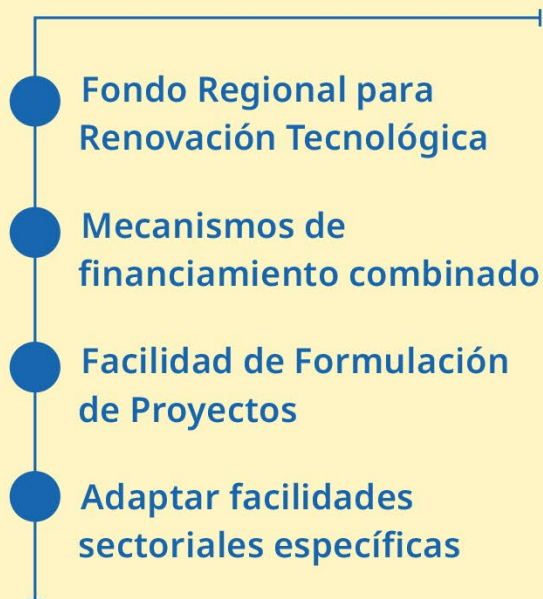 Fondo Regional para
Renovación Tecnológica
Mecanismos de
financiamiento combinado
Facilidad de Formulación
de Proyectos
Adaptar facilidades
sectoriales específicas